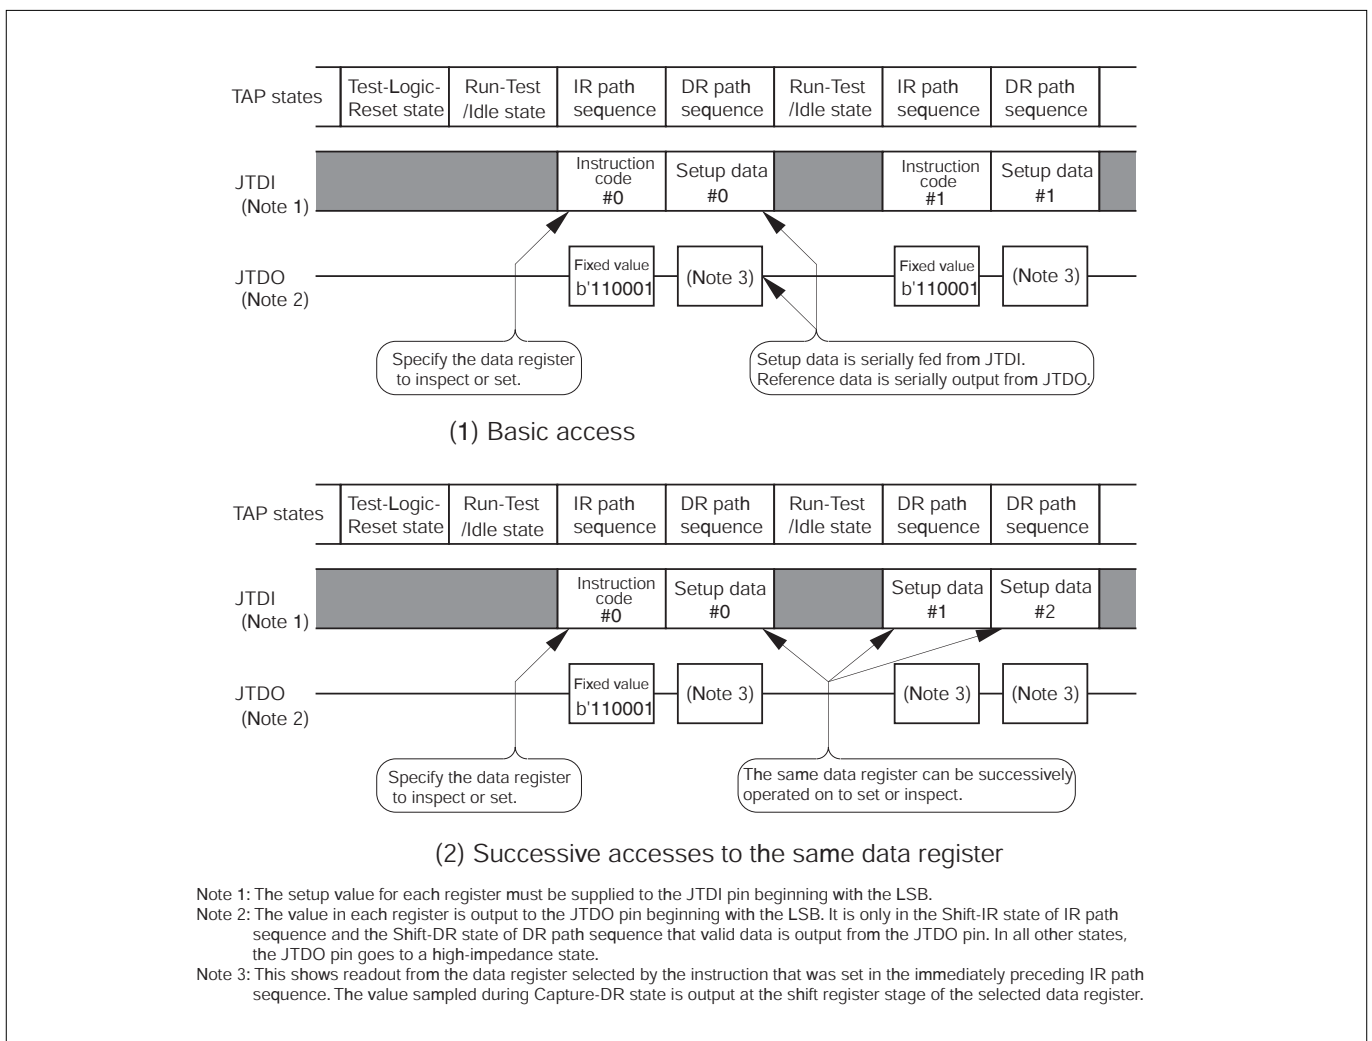 TAP states
Test-Logic-
Reset state
Run-Test
/Idle state
IR path
sequence
DR path
sequence
Run-Test
/Idle state
IR path
sequence
DR path
sequence
JTDI
(Note 1)
Instruction
code
#0
Setup data
#0
Instruction
code
#1
Setup data
#1
JTDO
(Note 2)
Fixed value
b'110001
(Note 3)
Fixed value
b'110001
(Note 3)
Specify the data register
to inspect or set.
Setup data is serially fed from JTDI.
Reference data is serially output from JTDO.
(1) Basic access
TAP states
Test-Logic-
Reset state
Run-Test
/Idle state
IR path
sequence
DR path
sequence
Run-Test
/Idle state
DR path
sequence
DR path
sequence
JTDI
(Note 1)
Instruction
code
#0
Setup data
#0
Setup data
#1
Setup data
#2
JTDO
(Note 2)
Fixed value
b'110001
(Note 3)
(Note 3)
(Note 3)
Specify the data register
to inspect or set.
The same data register can be successively
operated on to set or inspect.
(2) Successive accesses to the same data register
Note 1: The setup value for each register must be supplied to the JTDI pin beginning with the LSB.
Note 2: The value in each register is output to the JTDO pin beginning with the LSB. It is only in the Shift-IR state of IR path
sequence and the Shift-DR state of DR path sequence that valid data is output from the JTDO pin. In all other states,
the JTDO pin goes to a high-impedance state.
Note 3: This shows readout from the data register selected by the instruction that was set in the immediately preceding IR path
sequence. The value sampled during Capture-DR state is output at the shift register stage of the selected data register.